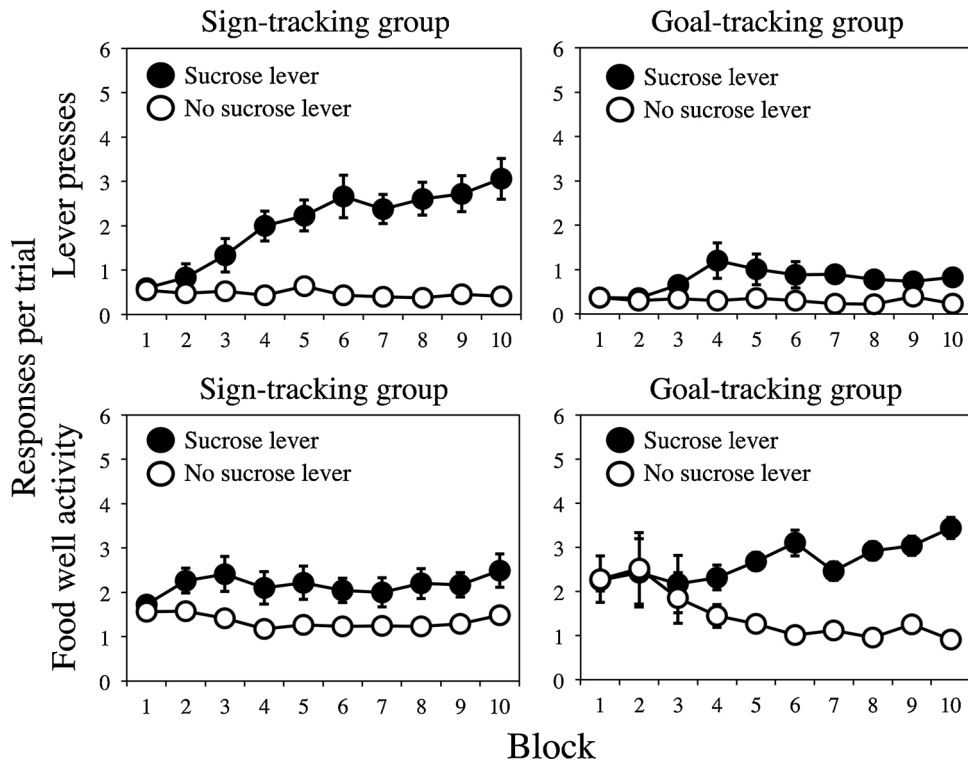 Sign-tracking group
Goal-tracking group
Responses per trial
Lever presses
6
5
4
3
2
1
0
Sucrose lever
No sucrose lever
1 2 3 4 5 6 7 8 9 10
6
5
4
3
2
1
0
Sucrose lever
No sucrose lever
1 2 3 4 5 6 7 8 9 10
Sign-tracking group
Goal-tracking group
Food well activity
6
5
4
3
2
1
0
Sucrose lever
No sucrose lever
1 2 3 4 5 6 7 8 9 10
6
5
4
3
2
1
0
Sucrose lever
No sucrose lever
1 2 3 4 5 6 7 8 9 10
Block